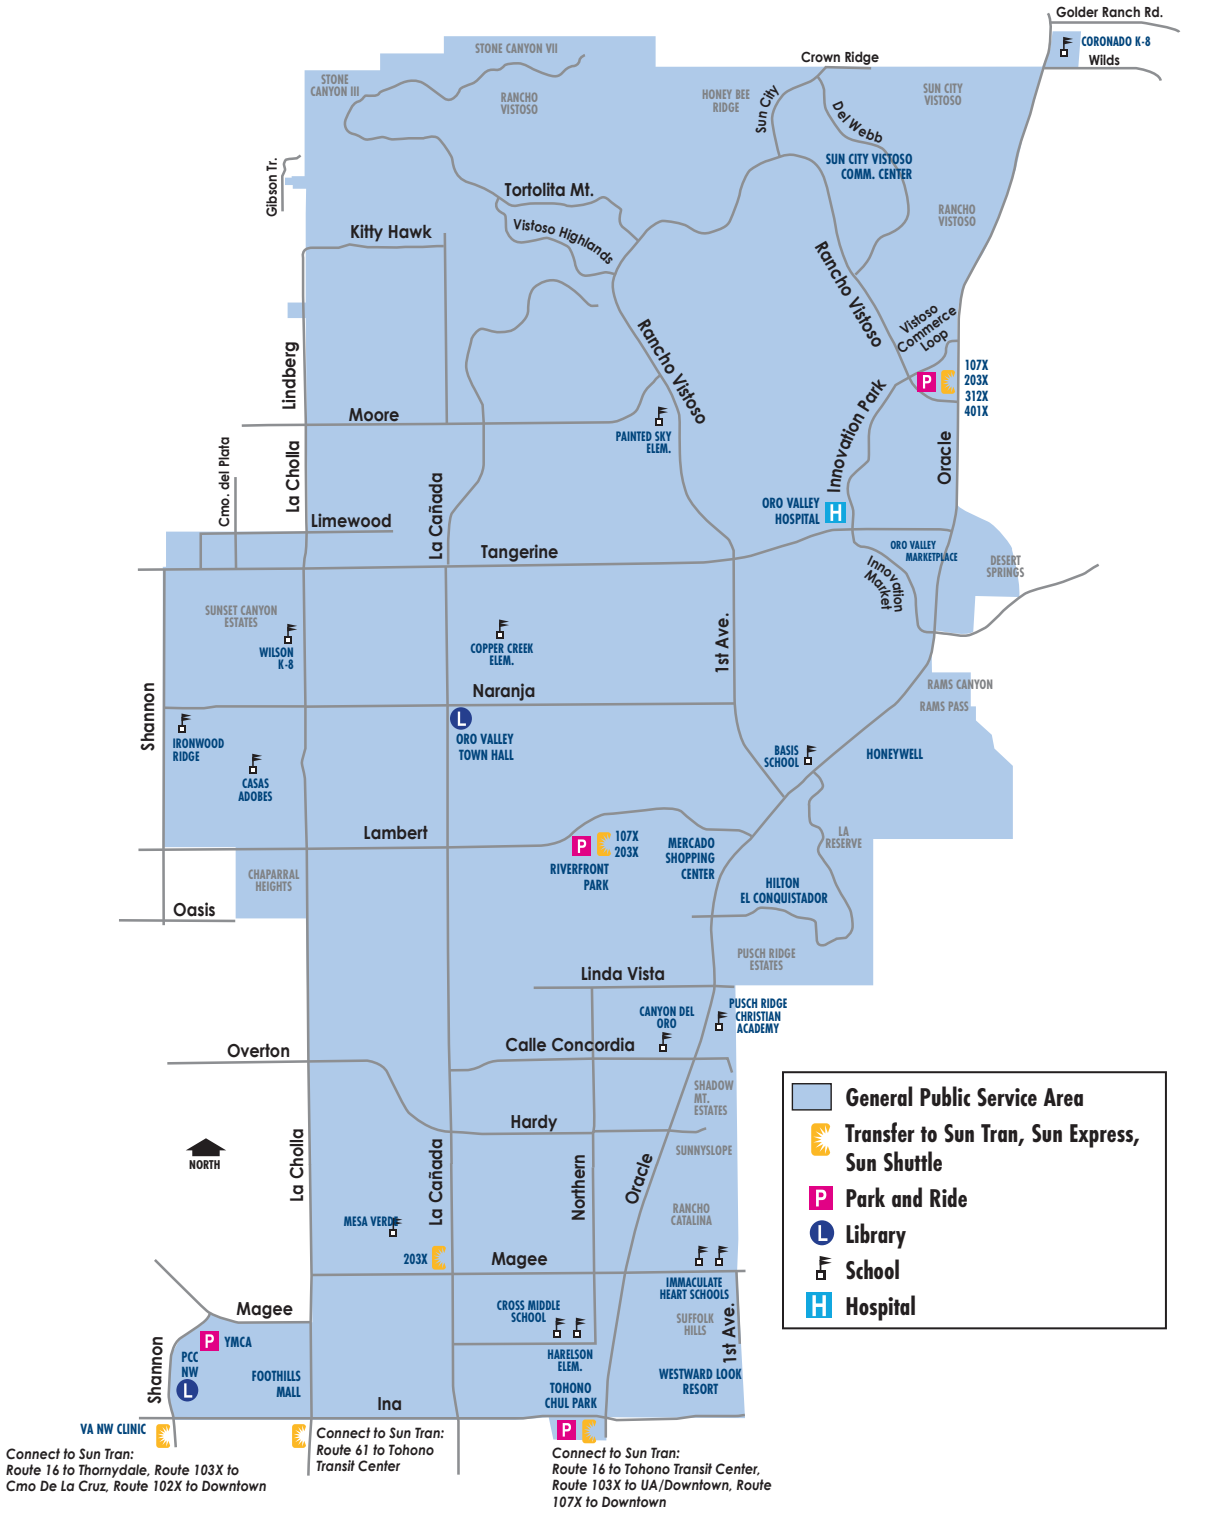 Golder Ranch Rd.
CORONADO K-8
Wilds
STONE CANYON VII
Crown Ridge
STONE
CANYON III
RANCHO
VISTOSO
HONEY BEE
RIDGE
Sun City
Del Webb
SUN CITY
VISTOSO
SUN CITY VISTOSO
COMM. CENTER
Gibson Tr.
Tortolita Mt.
RANCHO
VISTOSO
Kitty Hawk
Vistoso Highlands
Rancho Vistoso
Vistoso
Commerce
Loop
Lindberg
Rancho Vistoso
107X
203X
312X
401X
P
Innovation Park
Moore
PAINTED SKY
ELEM.
Oracle
Cmo. del Plata
La Cholla
La Cañada
Limewood
ORO VALLEY
HOSPITAL
H
Tangerine
ORO VALLEY
MARKETPLACE
Innovation
Market
DESERT
SPRINGS
SUNSET CANYON
ESTATES
WILSON
K-8
COPPER CREEK
ELEM.
1st Ave.
Naranja
RAMS CANYON
RAMS PASS
Shannon
IRONWOOD
RIDGE
L
ORO VALLEY
TOWN HALL
BASIS
SCHOOL
HONEYWELL
CASAS
ADOBES
Lambert
P
107X
203X
RIVERFRONT
PARK
MERCADO
SHOPPING
CENTER
LA
RESERVE
CHAPARRAL
HEIGHTS
HILTON
EL CONQUISTADOR
Oasis
PUSCH RIDGE
ESTATES
Linda Vista
CANYON DEL
ORO
PUSCH RIDGE
CHRISTIAN
ACADEMY
Overton
Calle Concordia
SHADOW
MT.
ESTATES
Hardy
NORTH
La Cholla
La Cañada
Northern
Oracle
SUNNYSLOPE
MESA VERDE
RANCHO
CATALINA
203X
Magee
IMMACULATE
HEART SCHOOLS
Magee
CROSS MIDDLE
SCHOOL
SUFFOLK
HILLS
1st Ave.
P
YMCA
Shannon
PCC
NW
L
FOOTHILLS
MALL
HARELSON
ELEM.
TOHONO
CHUL PARK
WESTWARD LOOK
RESORT
Ina
VA NW CLINIC
P
Connect to Sun Tran:
Route 16 to Thornydale, Route 103X to
Cmo De La Cruz, Route 102X to Downtown
Connect to Sun Tran:
Route 61 to Tohono
Transit Center
Connect to Sun Tran:
Route 16 to Tohono Transit Center,
Route 103X to UA/Downtown, Route
107X to Downtown
General Public Service Area
Transfer to Sun Tran, Sun Express,
Sun Shuttle
P Park and Ride
L Library
School
H Hospital